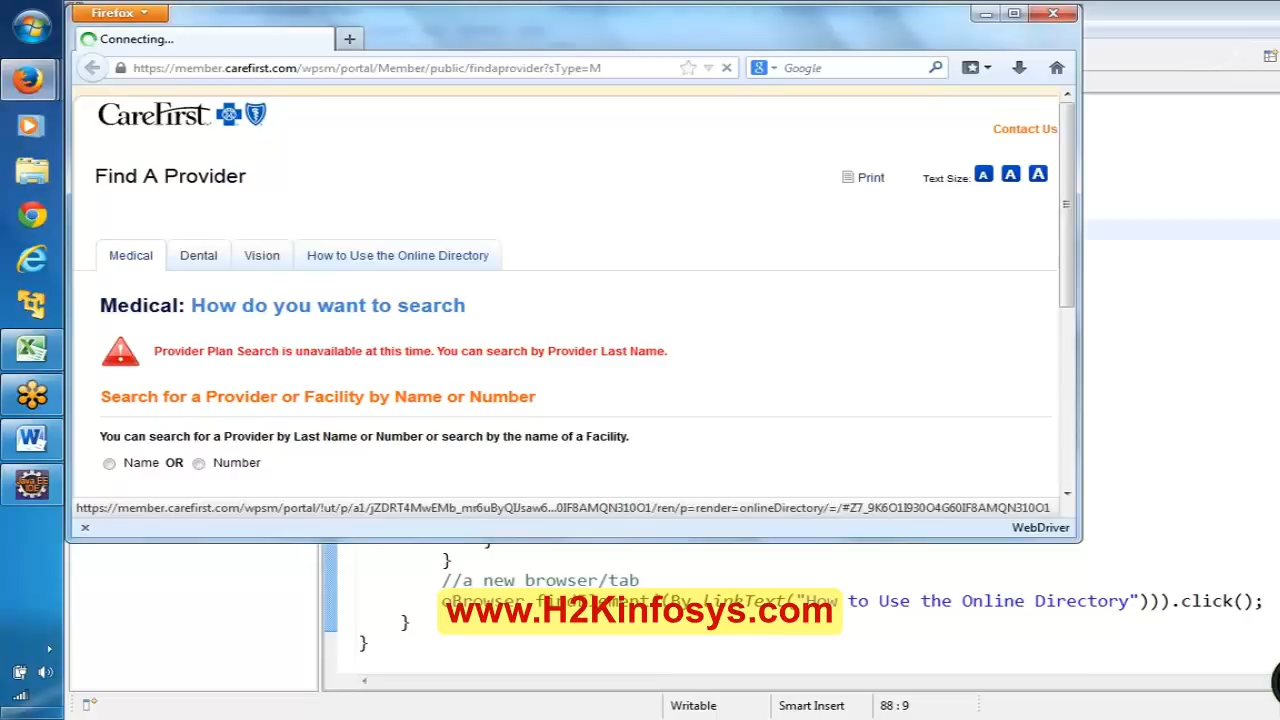 Firefox
Connecting...
https://member.carefirst.com/wpsm/portal/Member/public/findaprovider?sType=M
Google
CareFirst
Contact Us
Find A Provider
Print
Text Size: A A A
Medical
Dental
Vision
How to Use the Online Directory
Medical: How do you want to search
Provider Plan Search is unavailable at this time. You can search by Provider Last Name.
Search for a Provider or Facility by Name or Number
You can search for a Provider by Last Name or Number or search by the name of a Facility.
Name OR Number
WebDriver
}
//a new browser/tab
to Use the Online Directory"))).click();
www.H2Kinfosys.com
}
}
Java EE
IDE
Writable
Smart Insert
88 : 9